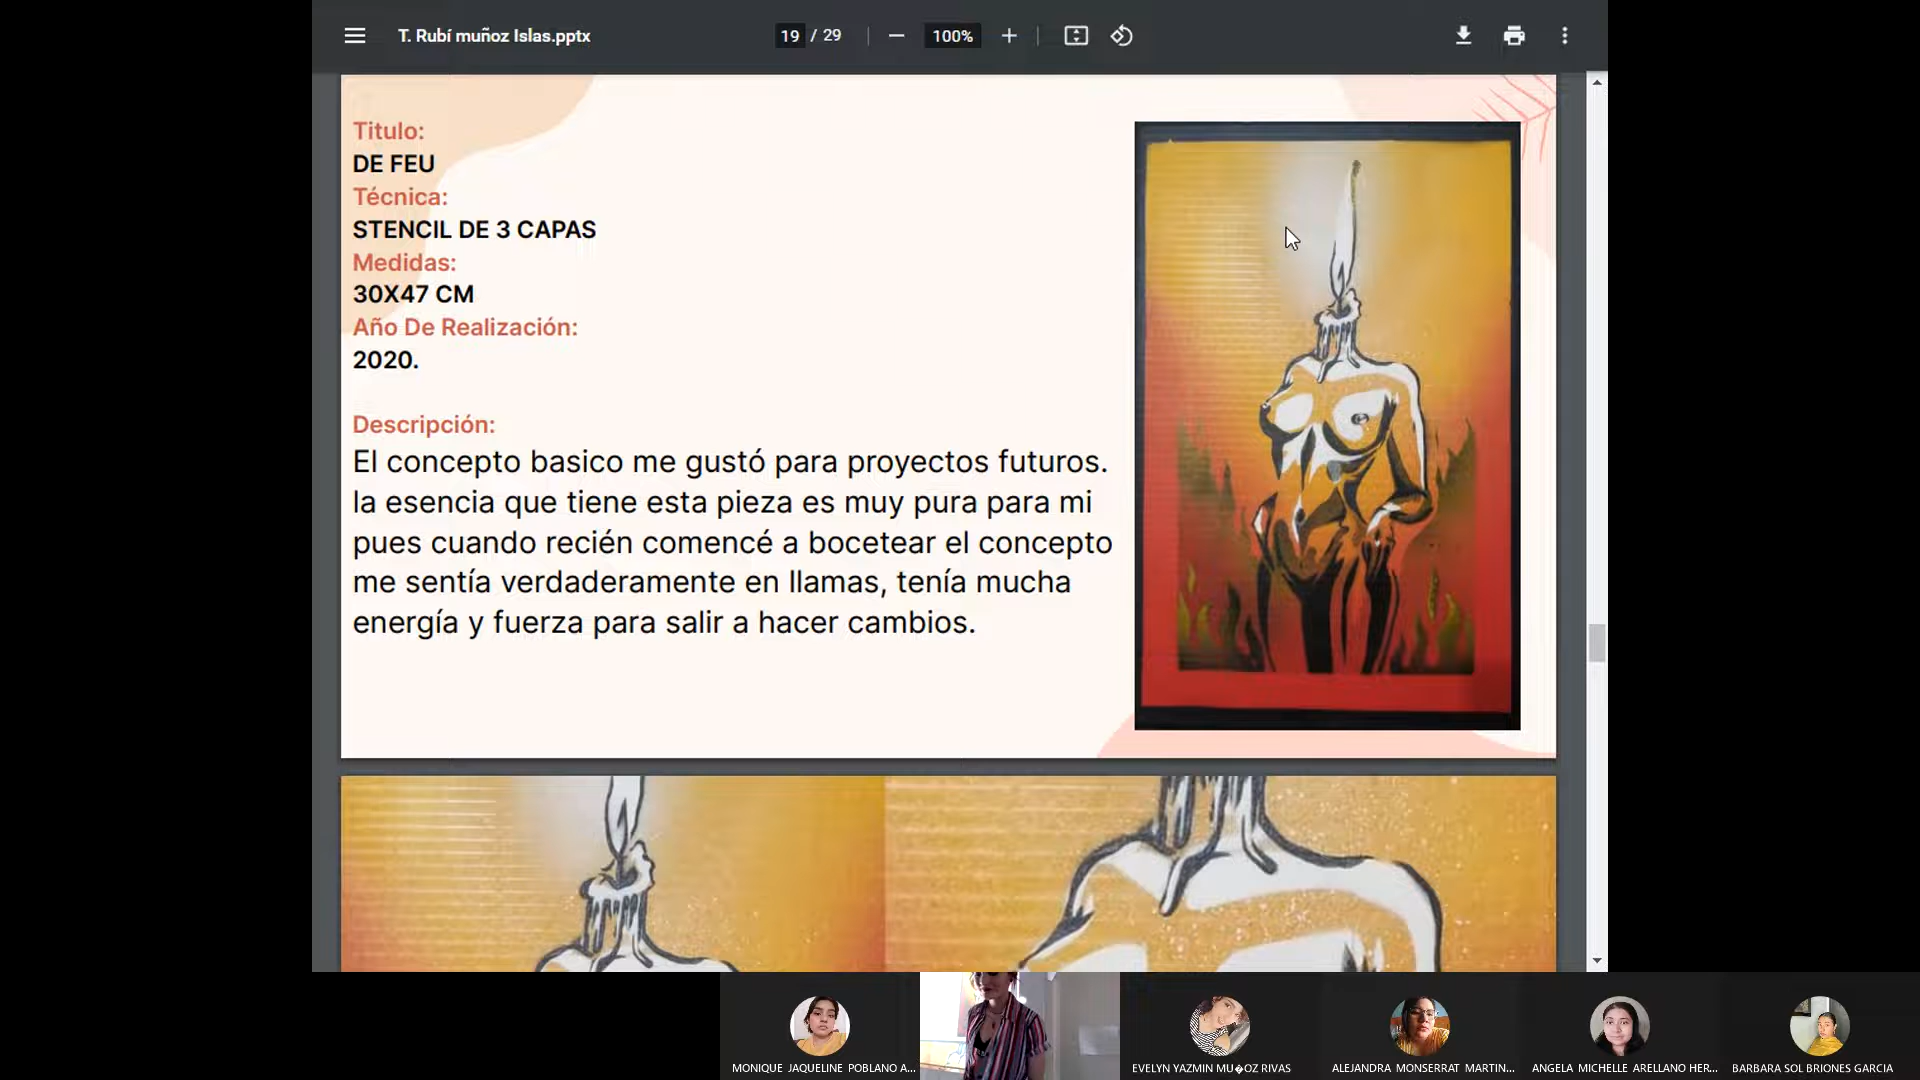 T. Rubí muñoz Islas.pptx
19 / 29
100%
Titulo:
DE FEU
Técnica:
STENCIL DE 3 CAPAS
Medidas:
30X47 CM
Año De Realización:
2020.
Descripción:
El concepto basico me gustó para proyectos futuros.
la esencia que tiene esta pieza es muy pura para mi
pues cuando recién comencé a bocetear el concepto
me sentía verdaderamente en llamas, tenía mucha
energía y fuerza para salir a hacer cambios.
MONIQUE JAQUELINE POBLANO A...
EVELYN YAZMIN MU�OZ RIVAS
ALEJANDRA MONSERRAT MARTIN...
ANGELA MICHELLE ARELLANO HER...
BARBARA SOL BRIONES GARCIA